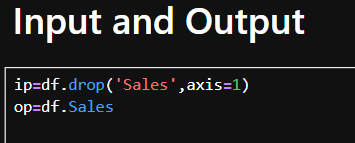 Input and Output
ip=df.drop('Sales',axis=1)
op=df.Sales